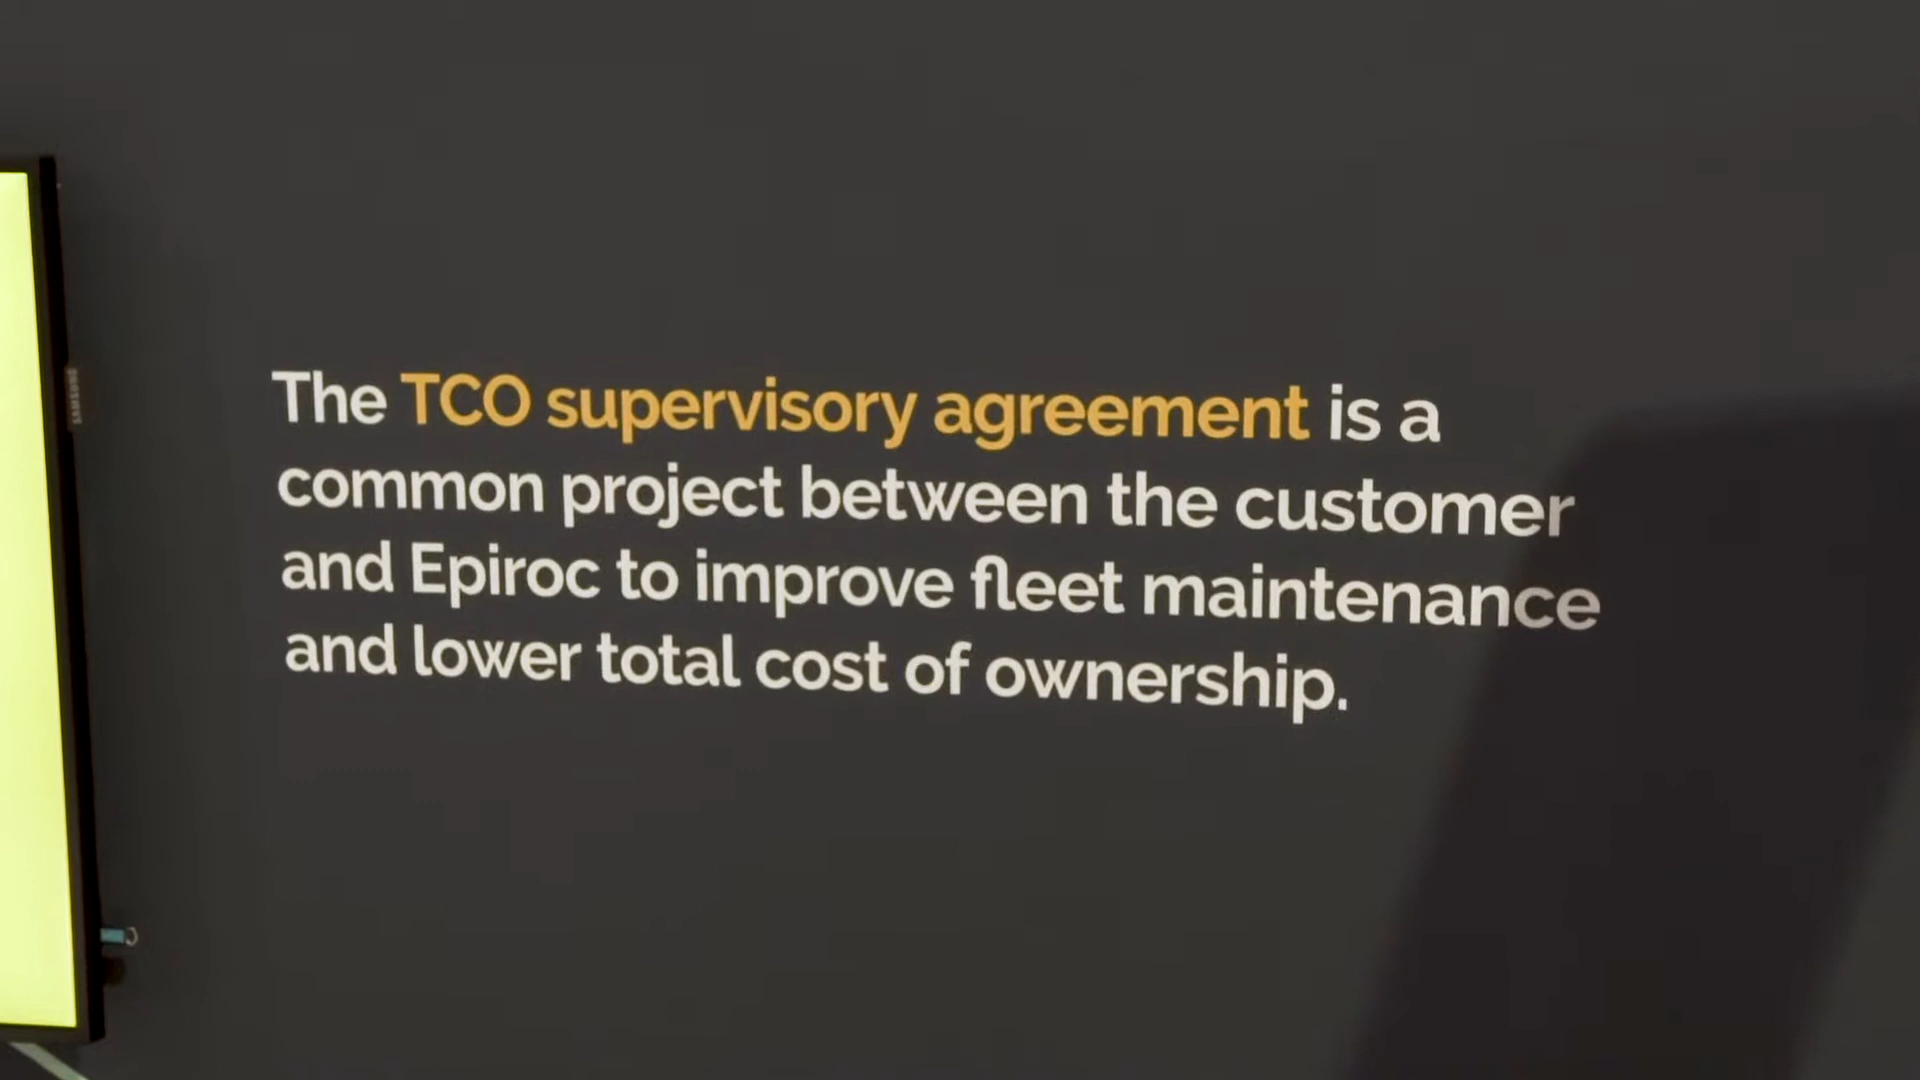 The TCO supervisory agreement is a
common project between the customer
and Epiroc to improve fleet maintenance
and lower total cost of ownership.
SAMSUNG